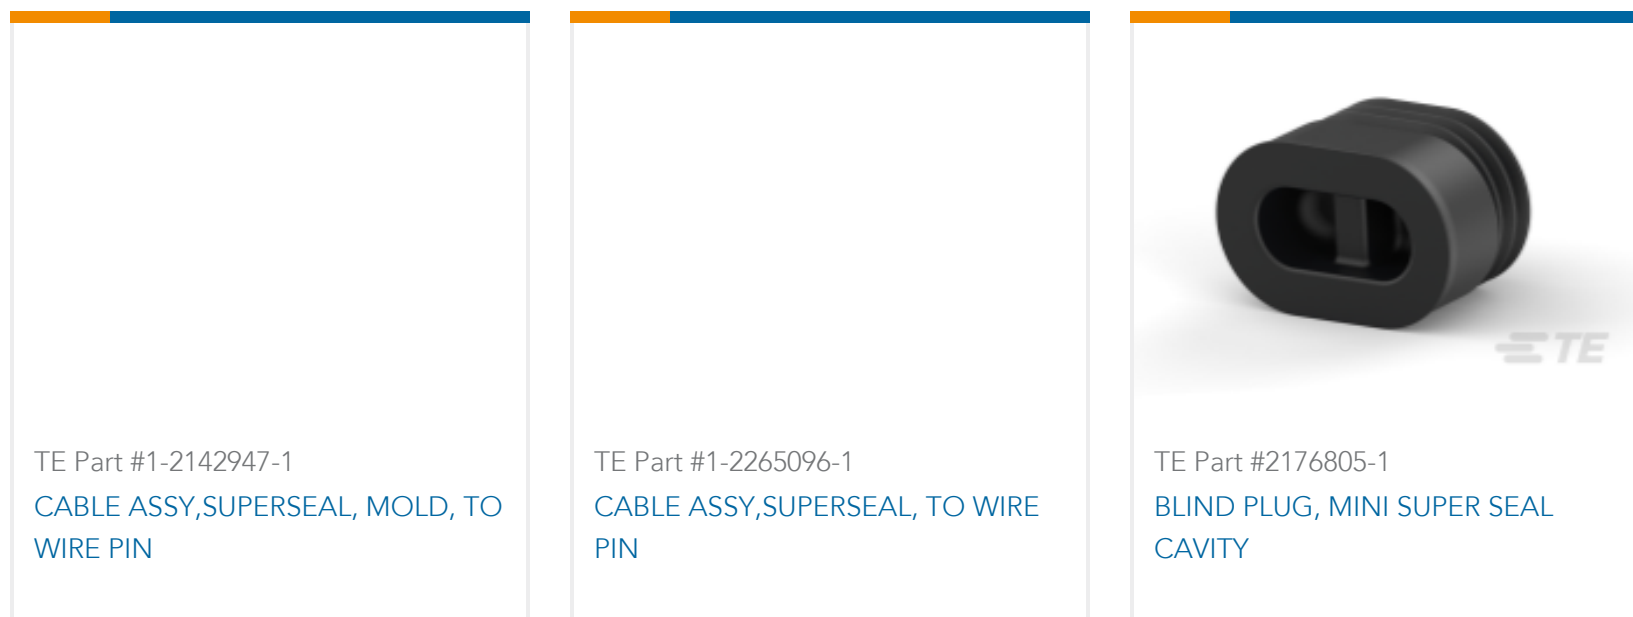 TE
TE Part #1-2142947-1
CABLE ASSY,SUPERSEAL, MOLD, TO
WIRE PIN
TE Part #1-2265096-1
CABLE ASSY,SUPERSEAL, TO WIRE
PIN
TE Part #2176805-1
BLIND PLUG, MINI SUPER SEAL
CAVITY